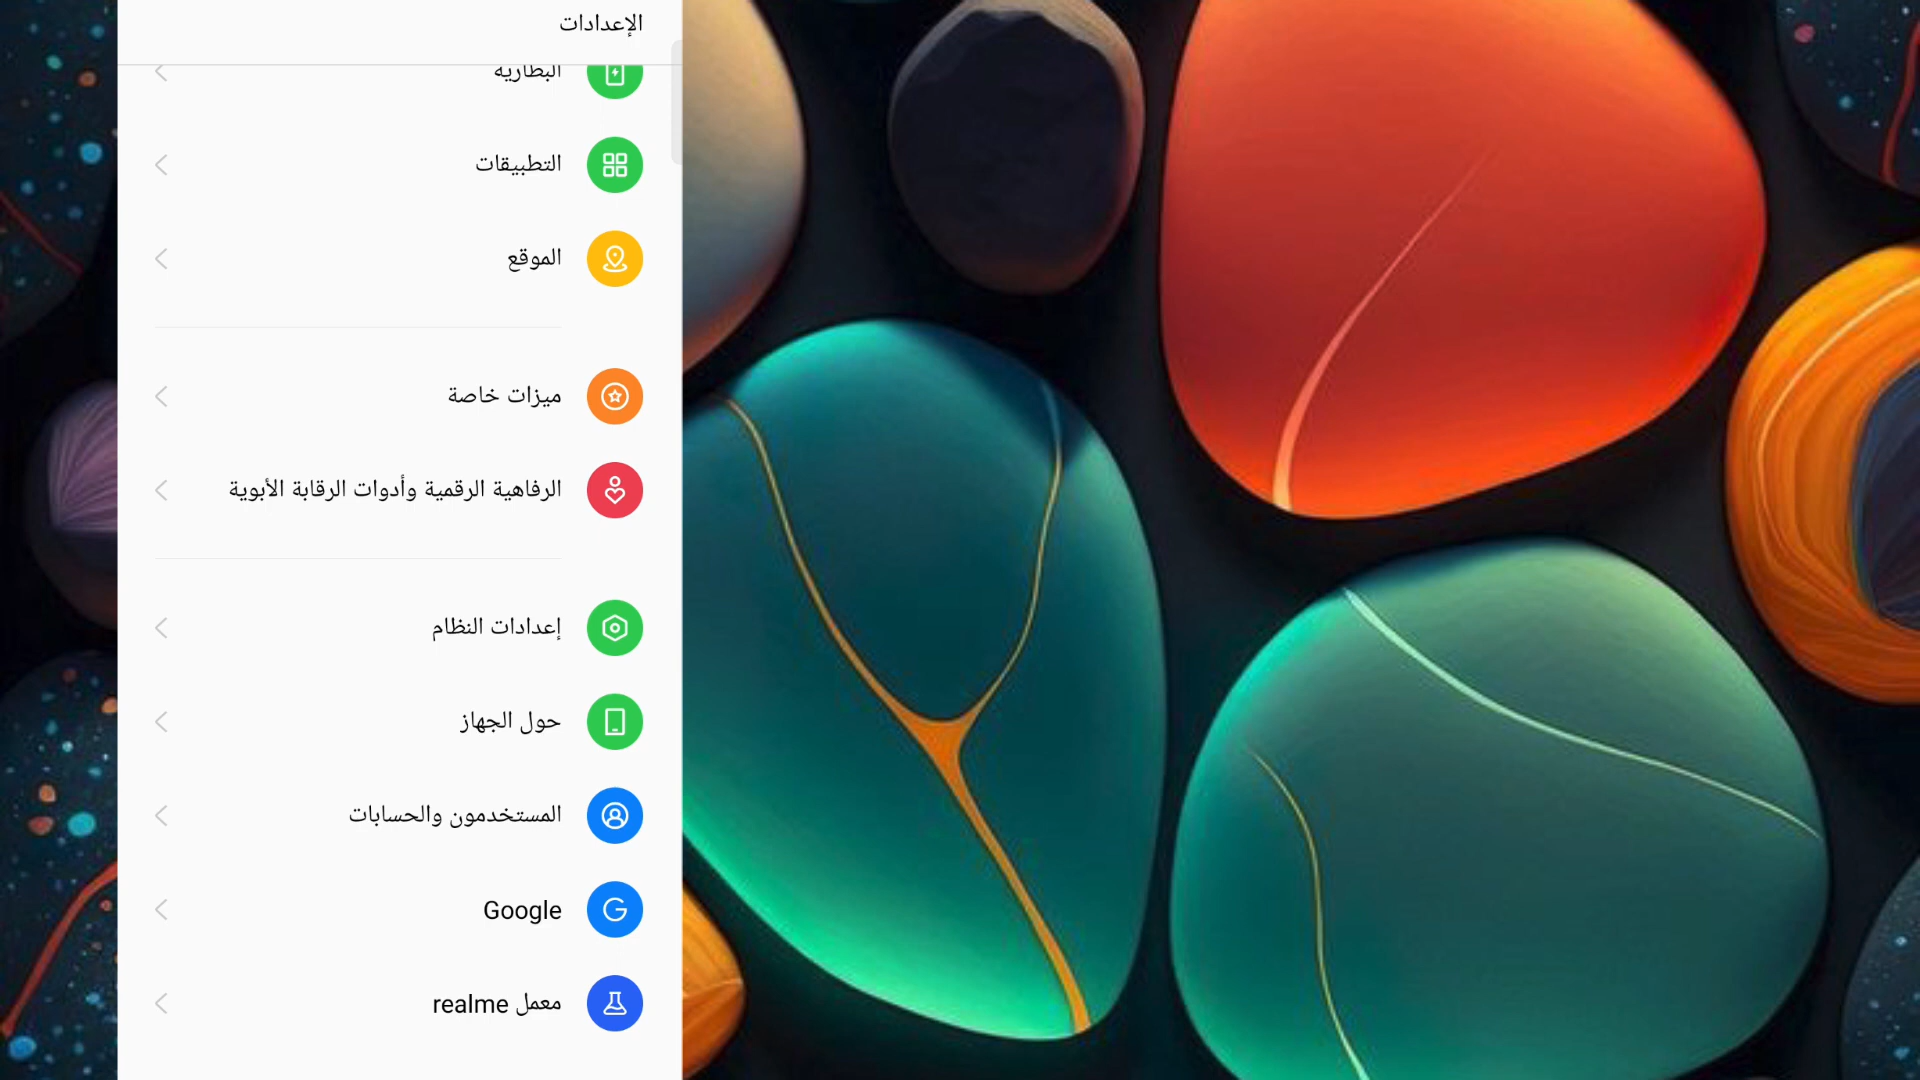 الإعدادات
البطارية
التطبيقات
الموقع
ميزات خاصة
الرفاهية الرقمية وأدوات الرقابة الأبوية
إعدادات النظام
حول الجهاز
المستخدمون والحسابات
Google
معمل realme